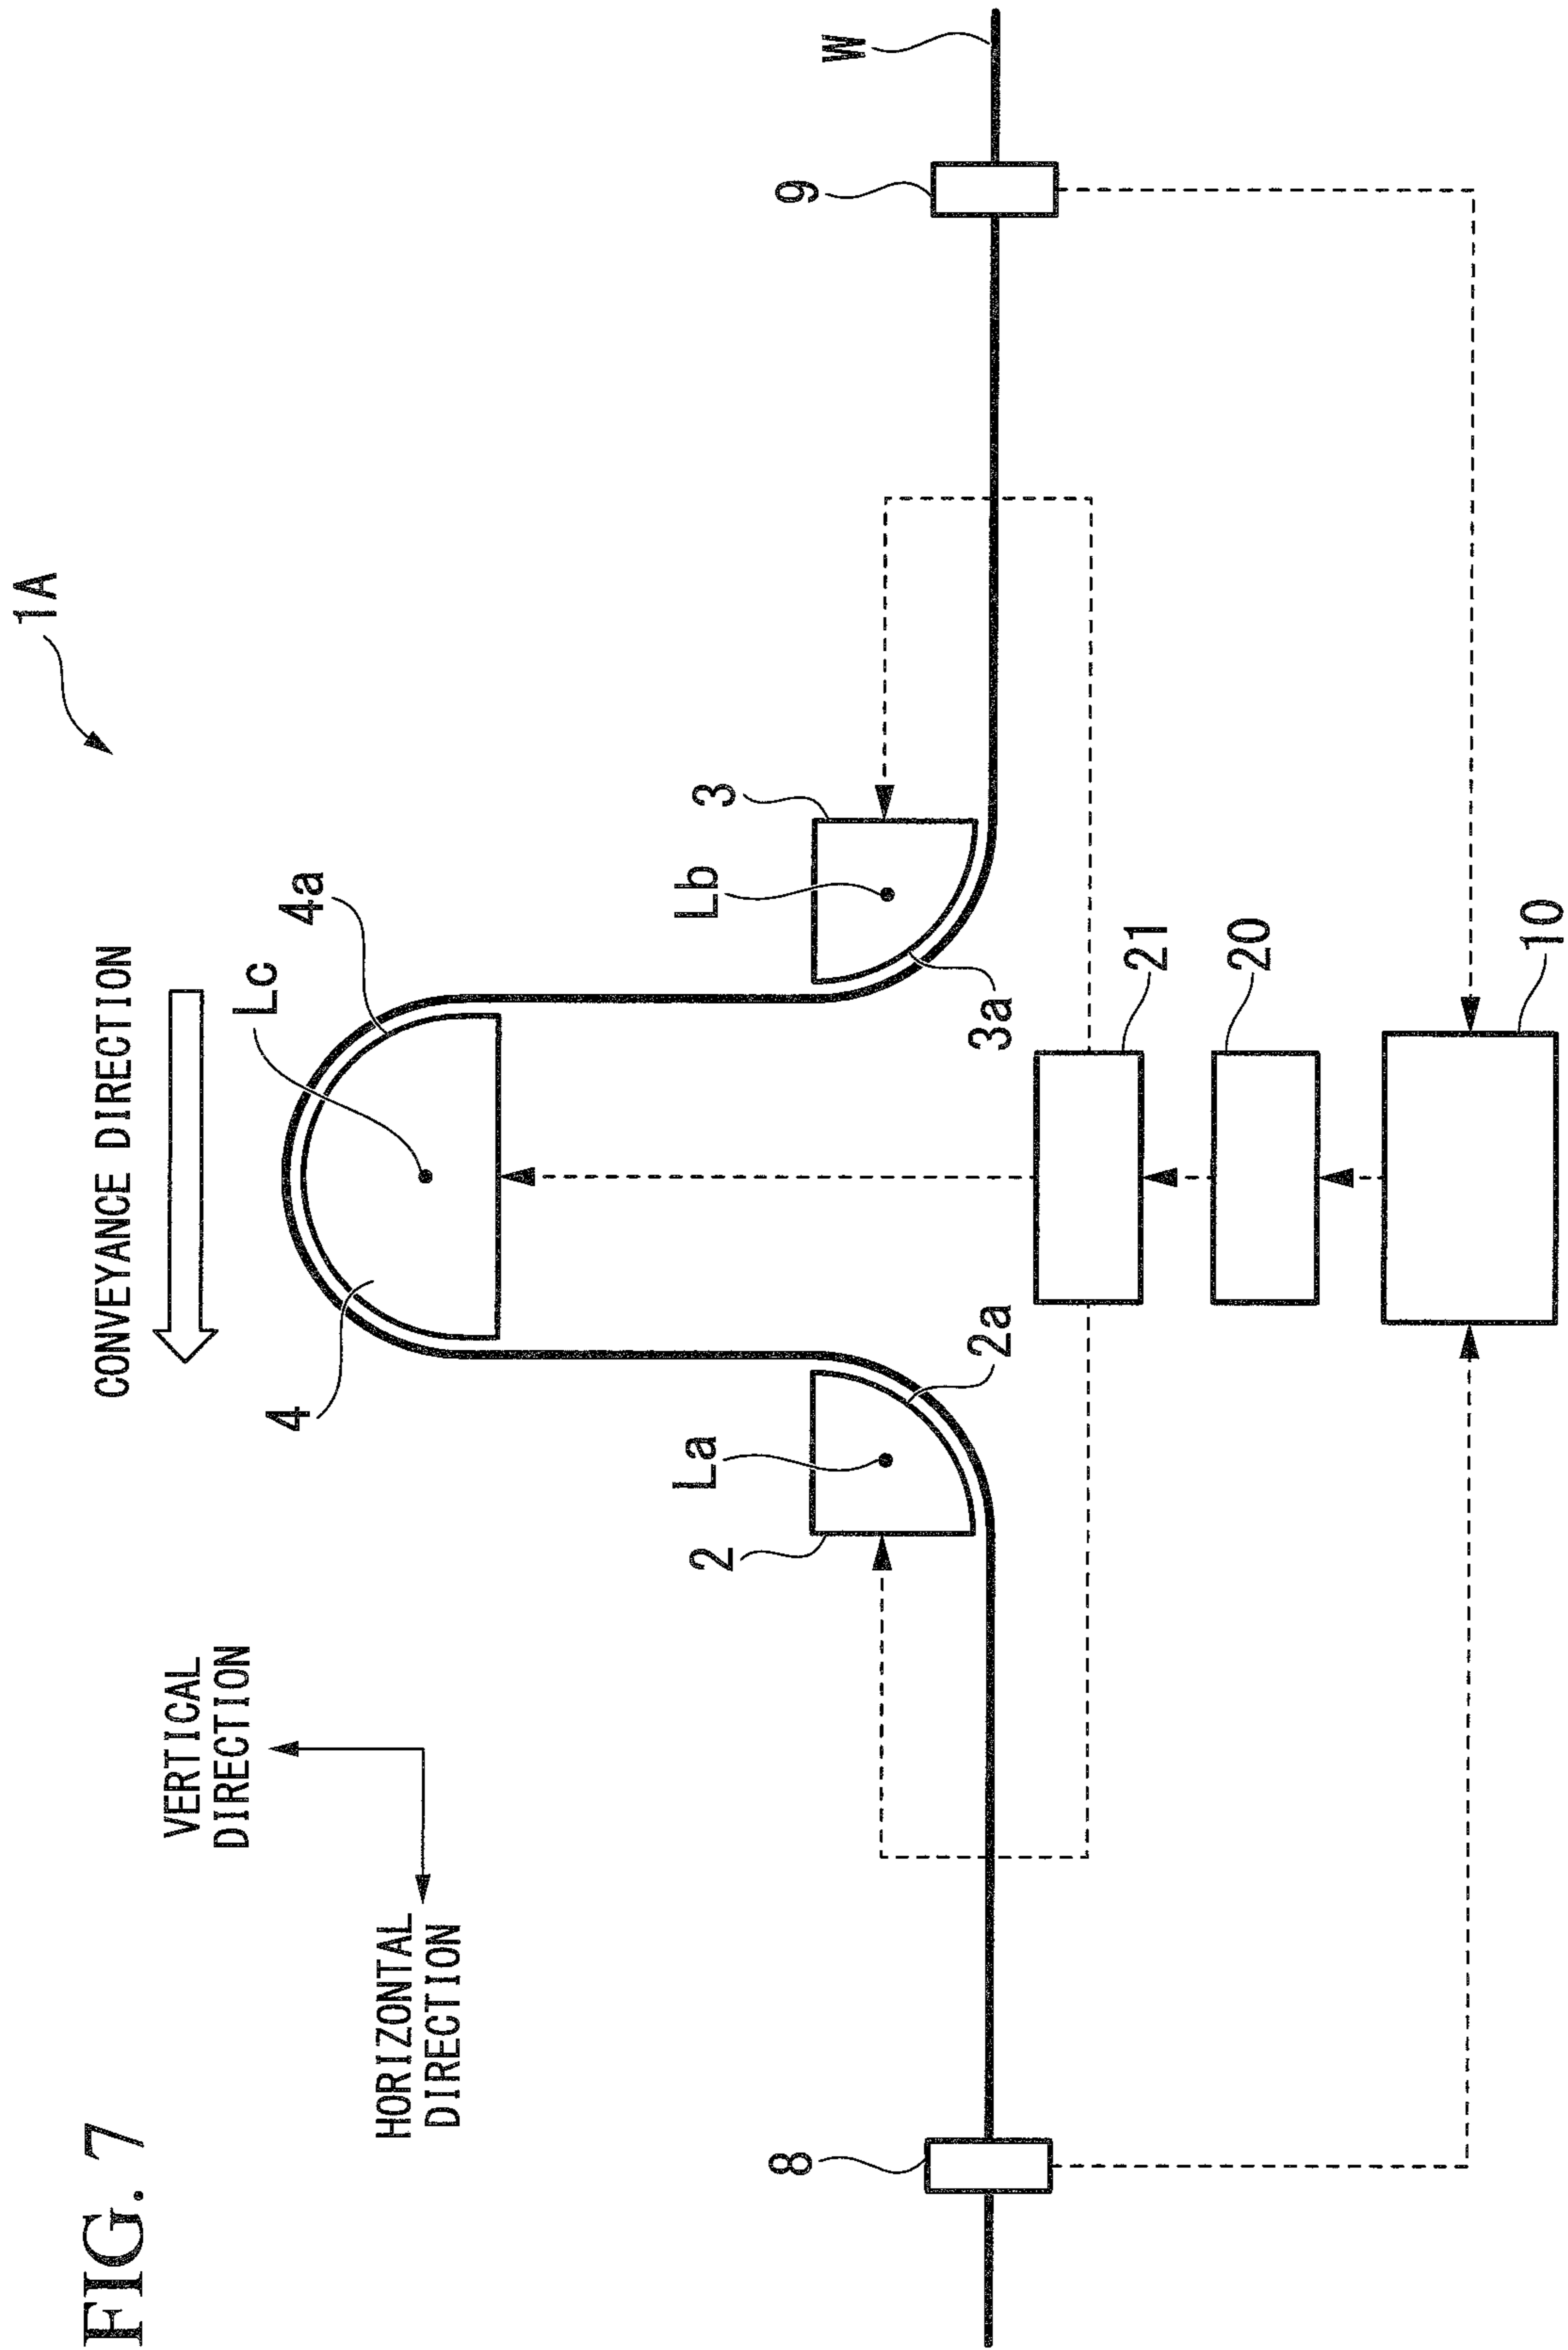 FIG. 7
1A
CONVEYANCE DIRECTION
VERTICAL
DIRECTION
HORIZONTAL
DIRECTION
4
Lc
4a
La
2
2a
Lb
3
3a
W
8
9
21
20
10